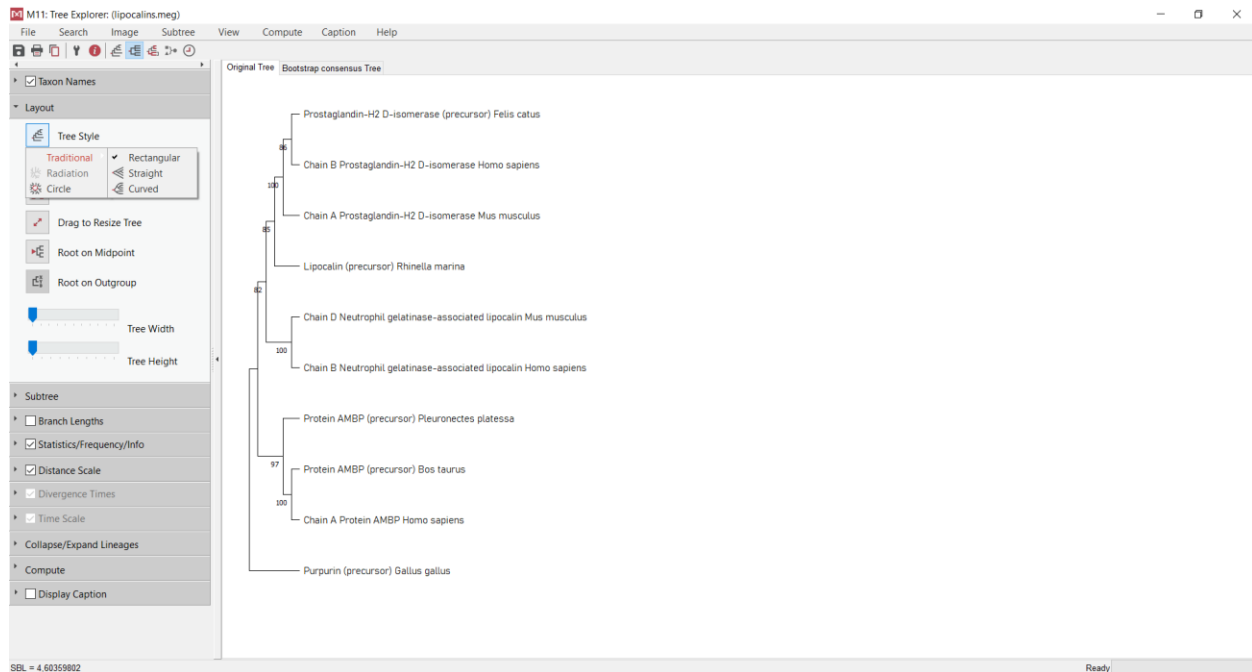 M11: Tree Explorer: (lipocalins.meg)
File Search Image Subtree View Compute Caption Help
Taxon Names
Layout
Tree Style
Traditional
Radiation
Circle
Rectangular
Straight
Curved
Drag to Resize Tree
Root on Midpoint
Root on Outgroup
Tree Width
Tree Height
Subtree
Branch Lengths
Statistics/Frequency/Info
Distance Scale
Divergence Times
Time Scale
Collapse/Expand Lineages
Compute
Display Caption
Original Tree Bootstrap consensus Tree
Prostaglandin-H2 D-isomerase (precursor) Felis catus
86
Chain B Prostaglandin-H2 D-isomerase Homo sapiens
100
Chain A Prostaglandin-H2 D-isomerase Mus musculus
85
Lipocalin (precursor) Rhinella marina
82
Chain D Neutrophil gelatinase-associated lipocalin Mus musculus
100
Chain B Neutrophil gelatinase-associated lipocalin Homo sapiens
Protein AMBP (precursor) Pleuronectes platessa
97
Protein AMBP (precursor) Bos taurus
100
Chain A Protein AMBP Homo sapiens
Purpurin (precursor) Gallus gallus
SBL = 4,60359802
Ready